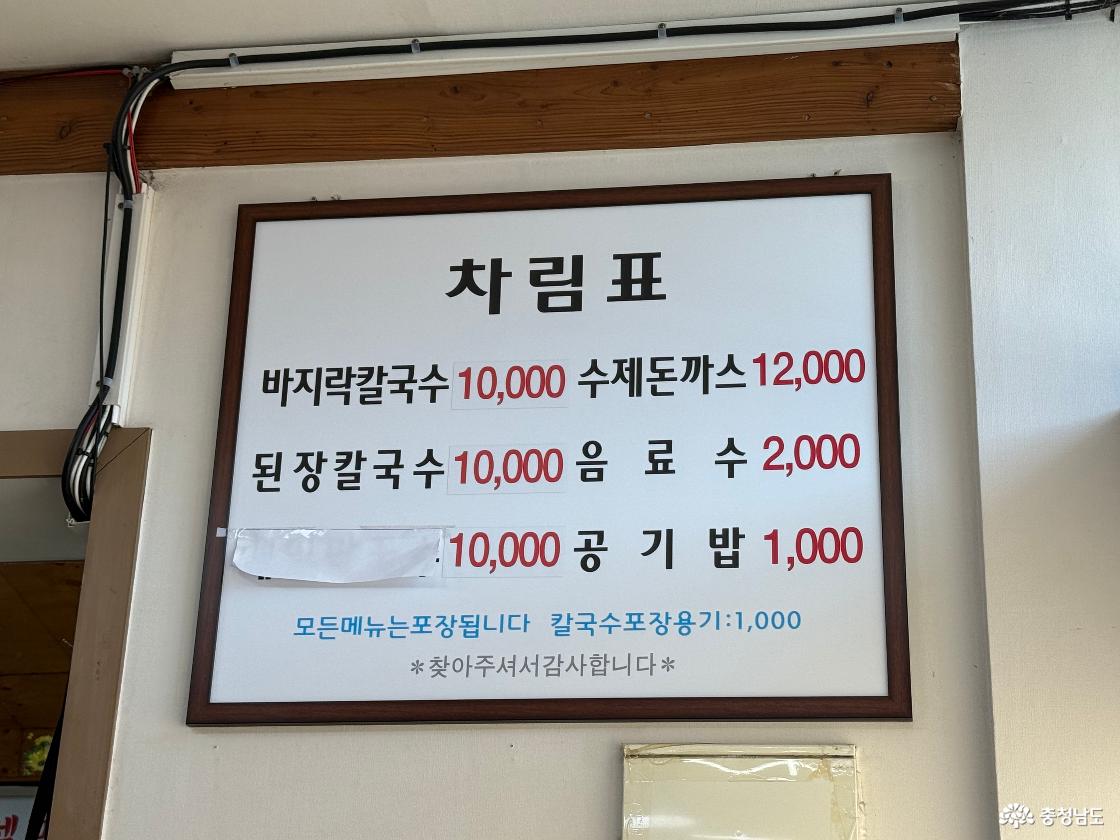 차림표
바지락칼국수 10,000 수제돈까스 12,000
된장칼국수 10,000 음료수 2,000
10,000 공기밥 1,000
모든메뉴는포장됩니다 칼국수포장용기:1,000
*찾아주셔서감사합니다*
충청남도